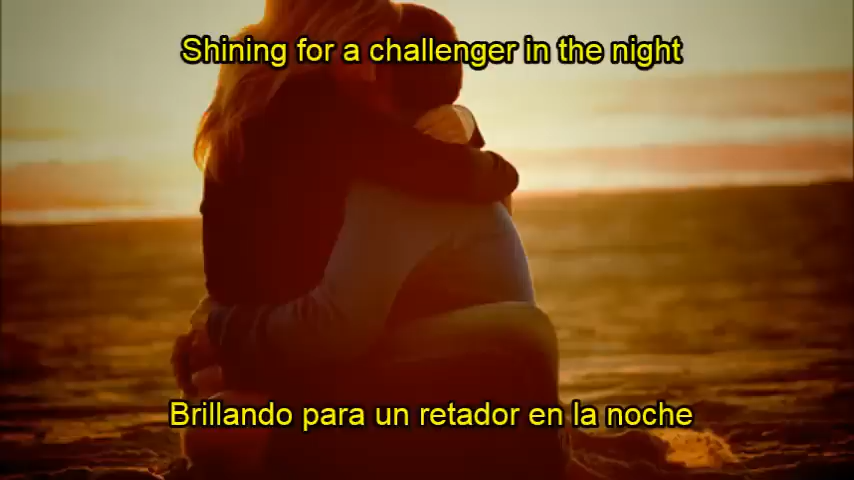 Shining for a challenger in the night
Brillando para un retador en la noche